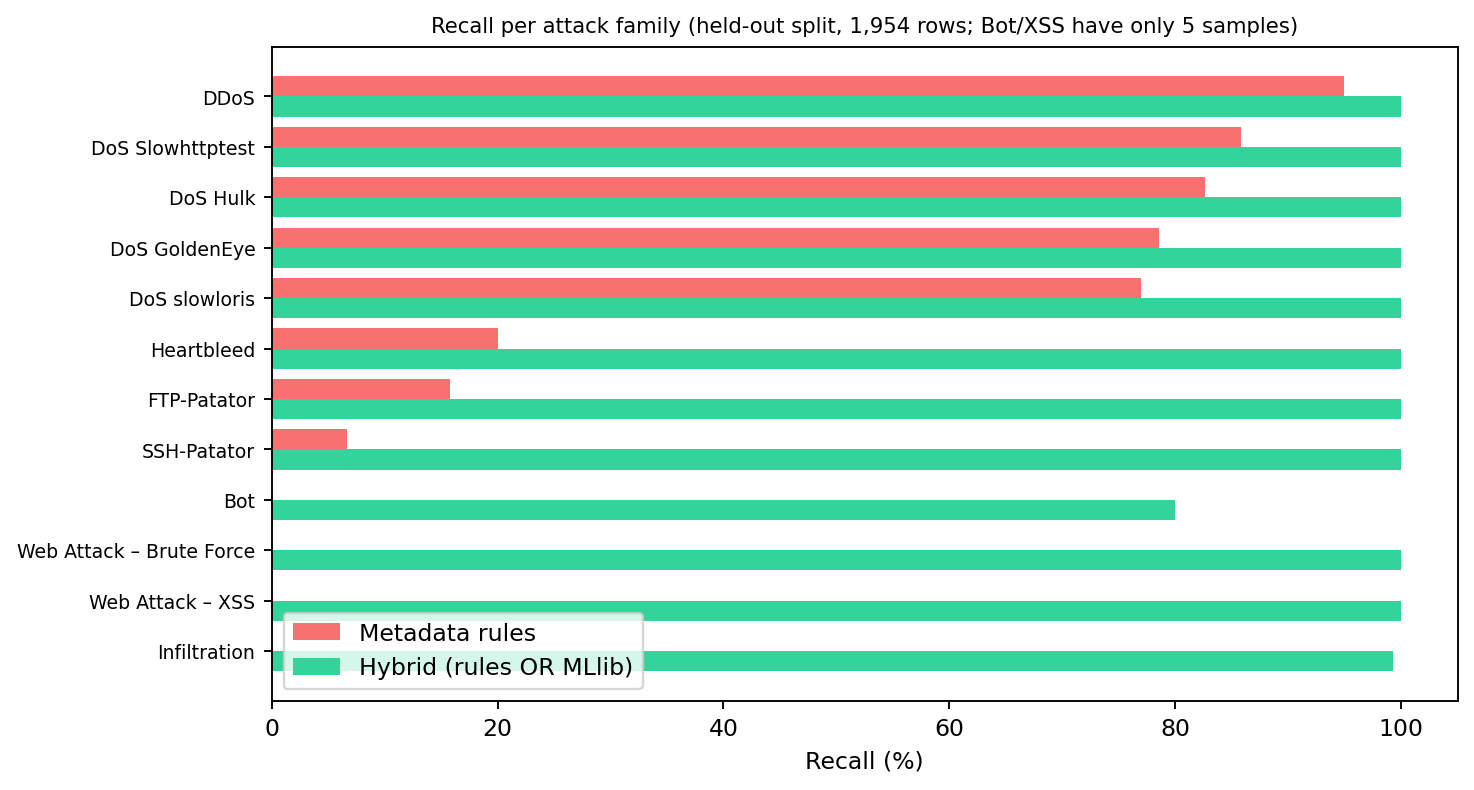 Recall per attack family (held-out split, 1,954 rows; Bot/XSS have only 5 samples)
DDoS
DoS Slowhttptest
DoS Hulk
DoS GoldenEye
DoS slowloris
Heartbleed
FTP-Patator
SSH-Patator
Bot
Web Attack – Brute Force
Web Attack – XSS
Infiltration
Metadata rules
Hybrid (rules OR MLlib)
0 20 40 60 80 100
Recall (%)